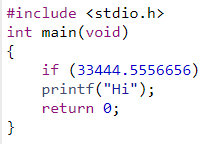 #include <stdio.h>
int main(void)
{
    if (33444.5556656)
    printf("Hi");
    return 0;
}